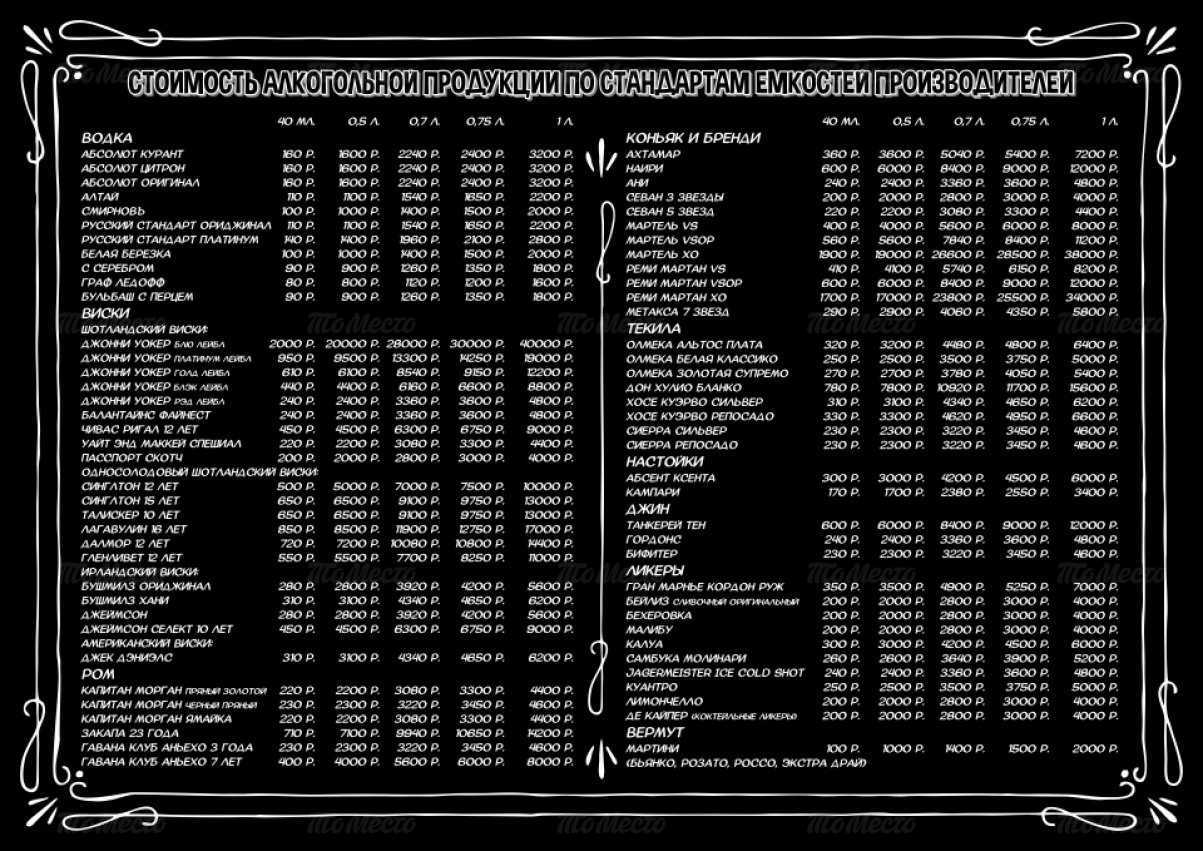 СТОИМОСТЬ АЛКОГОЛЬНОЙ ПРОДУКЦИИ ПО СТАНДАРТАМ ЕМКОСТЕЙ ПРОИЗВОДИТЕЛЕЙ
40 МЛ. 0,5 Л. 0,7 Л. 0,75 Л. 1 Л.
ВОДКА
АБСОЛЮТ КУРАНТ 160 Р. 1600 Р. 2240 Р. 2400 Р. 3200 Р.
АБСОЛЮТ ЦИТРОН 160 Р. 1600 Р. 2240 Р. 2400 Р. 3200 Р.
АБСОЛЮТ ОРИГИНАЛ 160 Р. 1600 Р. 2240 Р. 2400 Р. 3200 Р.
АЛТАЙ 110 Р. 1100 Р. 1540 Р. 1650 Р. 2200 Р.
СМИРНОВЪ 100 Р. 1000 Р. 1400 Р. 1500 Р. 2000 Р.
РУССКИЙ СТАНДАРТ ОРИДЖИНАЛ 110 Р. 1100 Р. 1540 Р. 1650 Р. 2200 Р.
РУССКИЙ СТАНДАРТ ПЛАТИНУМ 140 Р. 1400 Р. 1960 Р. 2100 Р. 2800 Р.
БЕЛАЯ БЕРЕЗКА 100 Р. 1000 Р. 1400 Р. 1500 Р. 2000 Р.
С СЕРЕБРОМ 90 Р. 900 Р. 1260 Р. 1350 Р. 1800 Р.
ГРАФ ЛЕДОФФ 80 Р. 800 Р. 1120 Р. 1200 Р. 1600 Р.
БУЛЬБАШ С ПЕРЦЕМ 90 Р. 900 Р. 1260 Р. 1350 Р. 1800 Р.
ВИСКИ
ШОТЛАНДСКИЙ ВИСКИ:
ДЖОННИ УОКЕР БЛЮ ЛЕЙБЛ 2000 Р. 20000 Р. 28000 Р. 30000 Р. 40000 Р.
ДЖОННИ УОКЕР ПЛАТИНУМ ЛЕЙБЛ 950 Р. 9500 Р. 13300 Р. 14250 Р. 19000 Р.
ДЖОННИ УОКЕР ГОЛД ЛЕЙБЛ 610 Р. 6100 Р. 8540 Р. 9150 Р. 12200 Р.
ДЖОННИ УОКЕР БЛЭК ЛЕЙБЛ 440 Р. 4400 Р. 6160 Р. 6600 Р. 8800 Р.
ДЖОННИ УОКЕР РЭД ЛЕЙБЛ 240 Р. 2400 Р. 3360 Р. 3600 Р. 4800 Р.
БАЛАНТАЙНС ФАЙНЕСТ 240 Р. 2400 Р. 3360 Р. 3600 Р. 4800 Р.
ЧИВАС РИГАЛ 12 ЛЕТ 450 Р. 4500 Р. 6300 Р. 6750 Р. 9000 Р.
УАЙТ ЭНД МАККЕЙ СПЕШИАЛ 220 Р. 2200 Р. 3080 Р. 3300 Р. 4400 Р.
ПАССПОРТ СКОТЧ 200 Р. 2000 Р. 2800 Р. 3000 Р. 4000 Р.
ОДНОСОЛОДОВЫЙ ШОТЛАНДСКИЙ ВИСКИ:
СИНГЛТОН 12 ЛЕТ 500 Р. 5000 Р. 7000 Р. 7500 Р. 10000 Р.
СИНГЛТОН 15 ЛЕТ 650 Р. 6500 Р. 9100 Р. 9750 Р. 13000 Р.
ТАЛИСКЕР 10 ЛЕТ 650 Р. 6500 Р. 9100 Р. 9750 Р. 13000 Р.
ЛАГАВУЛИН 16 ЛЕТ 850 Р. 8500 Р. 11900 Р. 12750 Р. 17000 Р.
ДАЛМОР 12 ЛЕТ 720 Р. 7200 Р. 10080 Р. 10800 Р. 14400 Р.
ГЛЕНЛИВЕТ 12 ЛЕТ 550 Р. 5500 Р. 7700 Р. 8250 Р. 11000 Р.
ИРЛАНДСКИЙ ВИСКИ:
БУШМИЛЗ ОРИДЖИНАЛ 280 Р. 2800 Р. 3920 Р. 4200 Р. 5600 Р.
БУШМИЛЗ ХАНИ 310 Р. 3100 Р. 4340 Р. 4650 Р. 6200 Р.
ДЖЕЙМСОН 280 Р. 2800 Р. 3920 Р. 4200 Р. 5600 Р.
ДЖЕЙМСОН СЕЛЕКТ 10 ЛЕТ 450 Р. 4500 Р. 6300 Р. 6750 Р. 9000 Р.
АМЕРИКАНСКИЙ ВИСКИ:
ДЖЕК ДЭНИЭЛС 310 Р. 3100 Р. 4340 Р. 4650 Р. 6200 Р.
РОМ
КАПИТАН МОРГАН ПРЯНЫЙ ЗОЛОТОЙ 220 Р. 2200 Р. 3080 Р. 3300 Р. 4400 Р.
КАПИТАН МОРГАН ЧЕРНЫЙ ПРЯНЫЙ 230 Р. 2300 Р. 3220 Р. 3450 Р. 4600 Р.
КАПИТАН МОРГАН ЯМАЙКА 220 Р. 2200 Р. 3080 Р. 3300 Р. 4400 Р.
ЗАКАПА 23 ГОДА 710 Р. 7100 Р. 9940 Р. 10650 Р. 14200 Р.
ГАВАНА КЛУБ АНЬЕХО 3 ГОДА 230 Р. 2300 Р. 3220 Р. 3450 Р. 4600 Р.
ГАВАНА КЛУБ АНЬЕХО 7 ЛЕТ 400 Р. 4000 Р. 5600 Р. 6000 Р. 8000 Р.
40 МЛ. 0,5 Л. 0,7 Л. 0,75 Л. 1 Л.
КОНЬЯК И БРЕНДИ
АХТАМАР 360 Р. 3600 Р. 5040 Р. 5400 Р. 7200 Р.
НАИРИ 600 Р. 6000 Р. 8400 Р. 9000 Р. 12000 Р.
АНИ 240 Р. 2400 Р. 3360 Р. 3600 Р. 4800 Р.
СЕВАН 3 ЗВЕЗДЫ 200 Р. 2000 Р. 2800 Р. 3000 Р. 4000 Р.
СЕВАН 5 ЗВЕЗД 220 Р. 2200 Р. 3080 Р. 3300 Р. 4400 Р.
МАРТЕЛЬ VS 400 Р. 4000 Р. 5600 Р. 6000 Р. 8000 Р.
МАРТЕЛЬ VSOP 560 Р. 5600 Р. 7840 Р. 8400 Р. 11200 Р.
МАРТЕЛЬ XO 1900 Р. 19000 Р. 26600 Р. 28500 Р. 38000 Р.
РЕМИ МАРТАН VS 410 Р. 4100 Р. 5740 Р. 6150 Р. 8200 Р.
РЕМИ МАРТАН VSOP 600 Р. 6000 Р. 8400 Р. 9000 Р. 12000 Р.
РЕМИ МАРТАН XO 1700 Р. 17000 Р. 23800 Р. 25500 Р. 34000 Р.
МЕТАКСА 7 ЗВЕЗД 290 Р. 2900 Р. 4060 Р. 4350 Р. 5800 Р.
ТЕКИЛА
ОЛМЕКА АЛЬТОС ПЛАТА 320 Р. 3200 Р. 4480 Р. 4800 Р. 6400 Р.
ОЛМЕКА БЕЛАЯ КЛАССИКО 250 Р. 2500 Р. 3500 Р. 3750 Р. 5000 Р.
ОЛМЕКА ЗОЛОТАЯ СУПРЕМО 270 Р. 2700 Р. 3780 Р. 4050 Р. 5400 Р.
ДОН ХУЛИО БЛАНКО 780 Р. 7800 Р. 10920 Р. 11700 Р. 15600 Р.
ХОСЕ КУЭРВО СИЛЬВЕР 310 Р. 3100 Р. 4340 Р. 4650 Р. 6200 Р.
ХОСЕ КУЭРВО РЕПОСАДО 330 Р. 3300 Р. 4620 Р. 4950 Р. 6600 Р.
СИЕРРА СИЛЬВЕР 230 Р. 2300 Р. 3220 Р. 3450 Р. 4600 Р.
СИЕРРА РЕПОСАДО 230 Р. 2300 Р. 3220 Р. 3450 Р. 4600 Р.
НАСТОЙКИ
АБСЕНТ КСЕНТА 300 Р. 3000 Р. 4200 Р. 4500 Р. 6000 Р.
КАМПАРИ 170 Р. 1700 Р. 2380 Р. 2550 Р. 3400 Р.
ДЖИН
ТАНКЕРЕЙ ТЕН 600 Р. 6000 Р. 8400 Р. 9000 Р. 12000 Р.
ГОРДОНС 240 Р. 2400 Р. 3360 Р. 3600 Р. 4800 Р.
БИФИТЕР 230 Р. 2300 Р. 3220 Р. 3450 Р. 4600 Р.
ЛИКЕРЫ
ГРАН МАРНЬЕ КОРДОН РУЖ 350 Р. 3500 Р. 4900 Р. 5250 Р. 7000 Р.
БЕЙЛИЗ СЛИВОЧНЫЙ ОРИГИНАЛЬНЫЙ 200 Р. 2000 Р. 2800 Р. 3000 Р. 4000 Р.
БЕХЕРОВКА 200 Р. 2000 Р. 2800 Р. 3000 Р. 4000 Р.
МАЛИБУ 200 Р. 2000 Р. 2800 Р. 3000 Р. 4000 Р.
КАЛУА 300 Р. 3000 Р. 4200 Р. 4500 Р. 6000 Р.
САМБУКА МОЛИНАРИ 260 Р. 2600 Р. 3640 Р. 3900 Р. 5200 Р.
JAGERMEISTER ICE COLD SHOT 240 Р. 2400 Р. 3360 Р. 3600 Р. 4800 Р.
КУАНТРО 250 Р. 2500 Р. 3500 Р. 3750 Р. 5000 Р.
ЛИМОНЧЕЛЛО 200 Р. 2000 Р. 2800 Р. 3000 Р. 4000 Р.
ДЕ КАЙПЕР (КОКТЕЙЛЬНЫЕ ЛИКЕРЫ) 200 Р. 2000 Р. 2800 Р. 3000 Р. 4000 Р.
ВЕРМУТ
МАРТИНИ 100 Р. 1000 Р. 1400 Р. 1500 Р. 2000 Р.
(БЬЯНКО, РОЗАТО, РОССО, ЭКСТРА ДРАЙ)